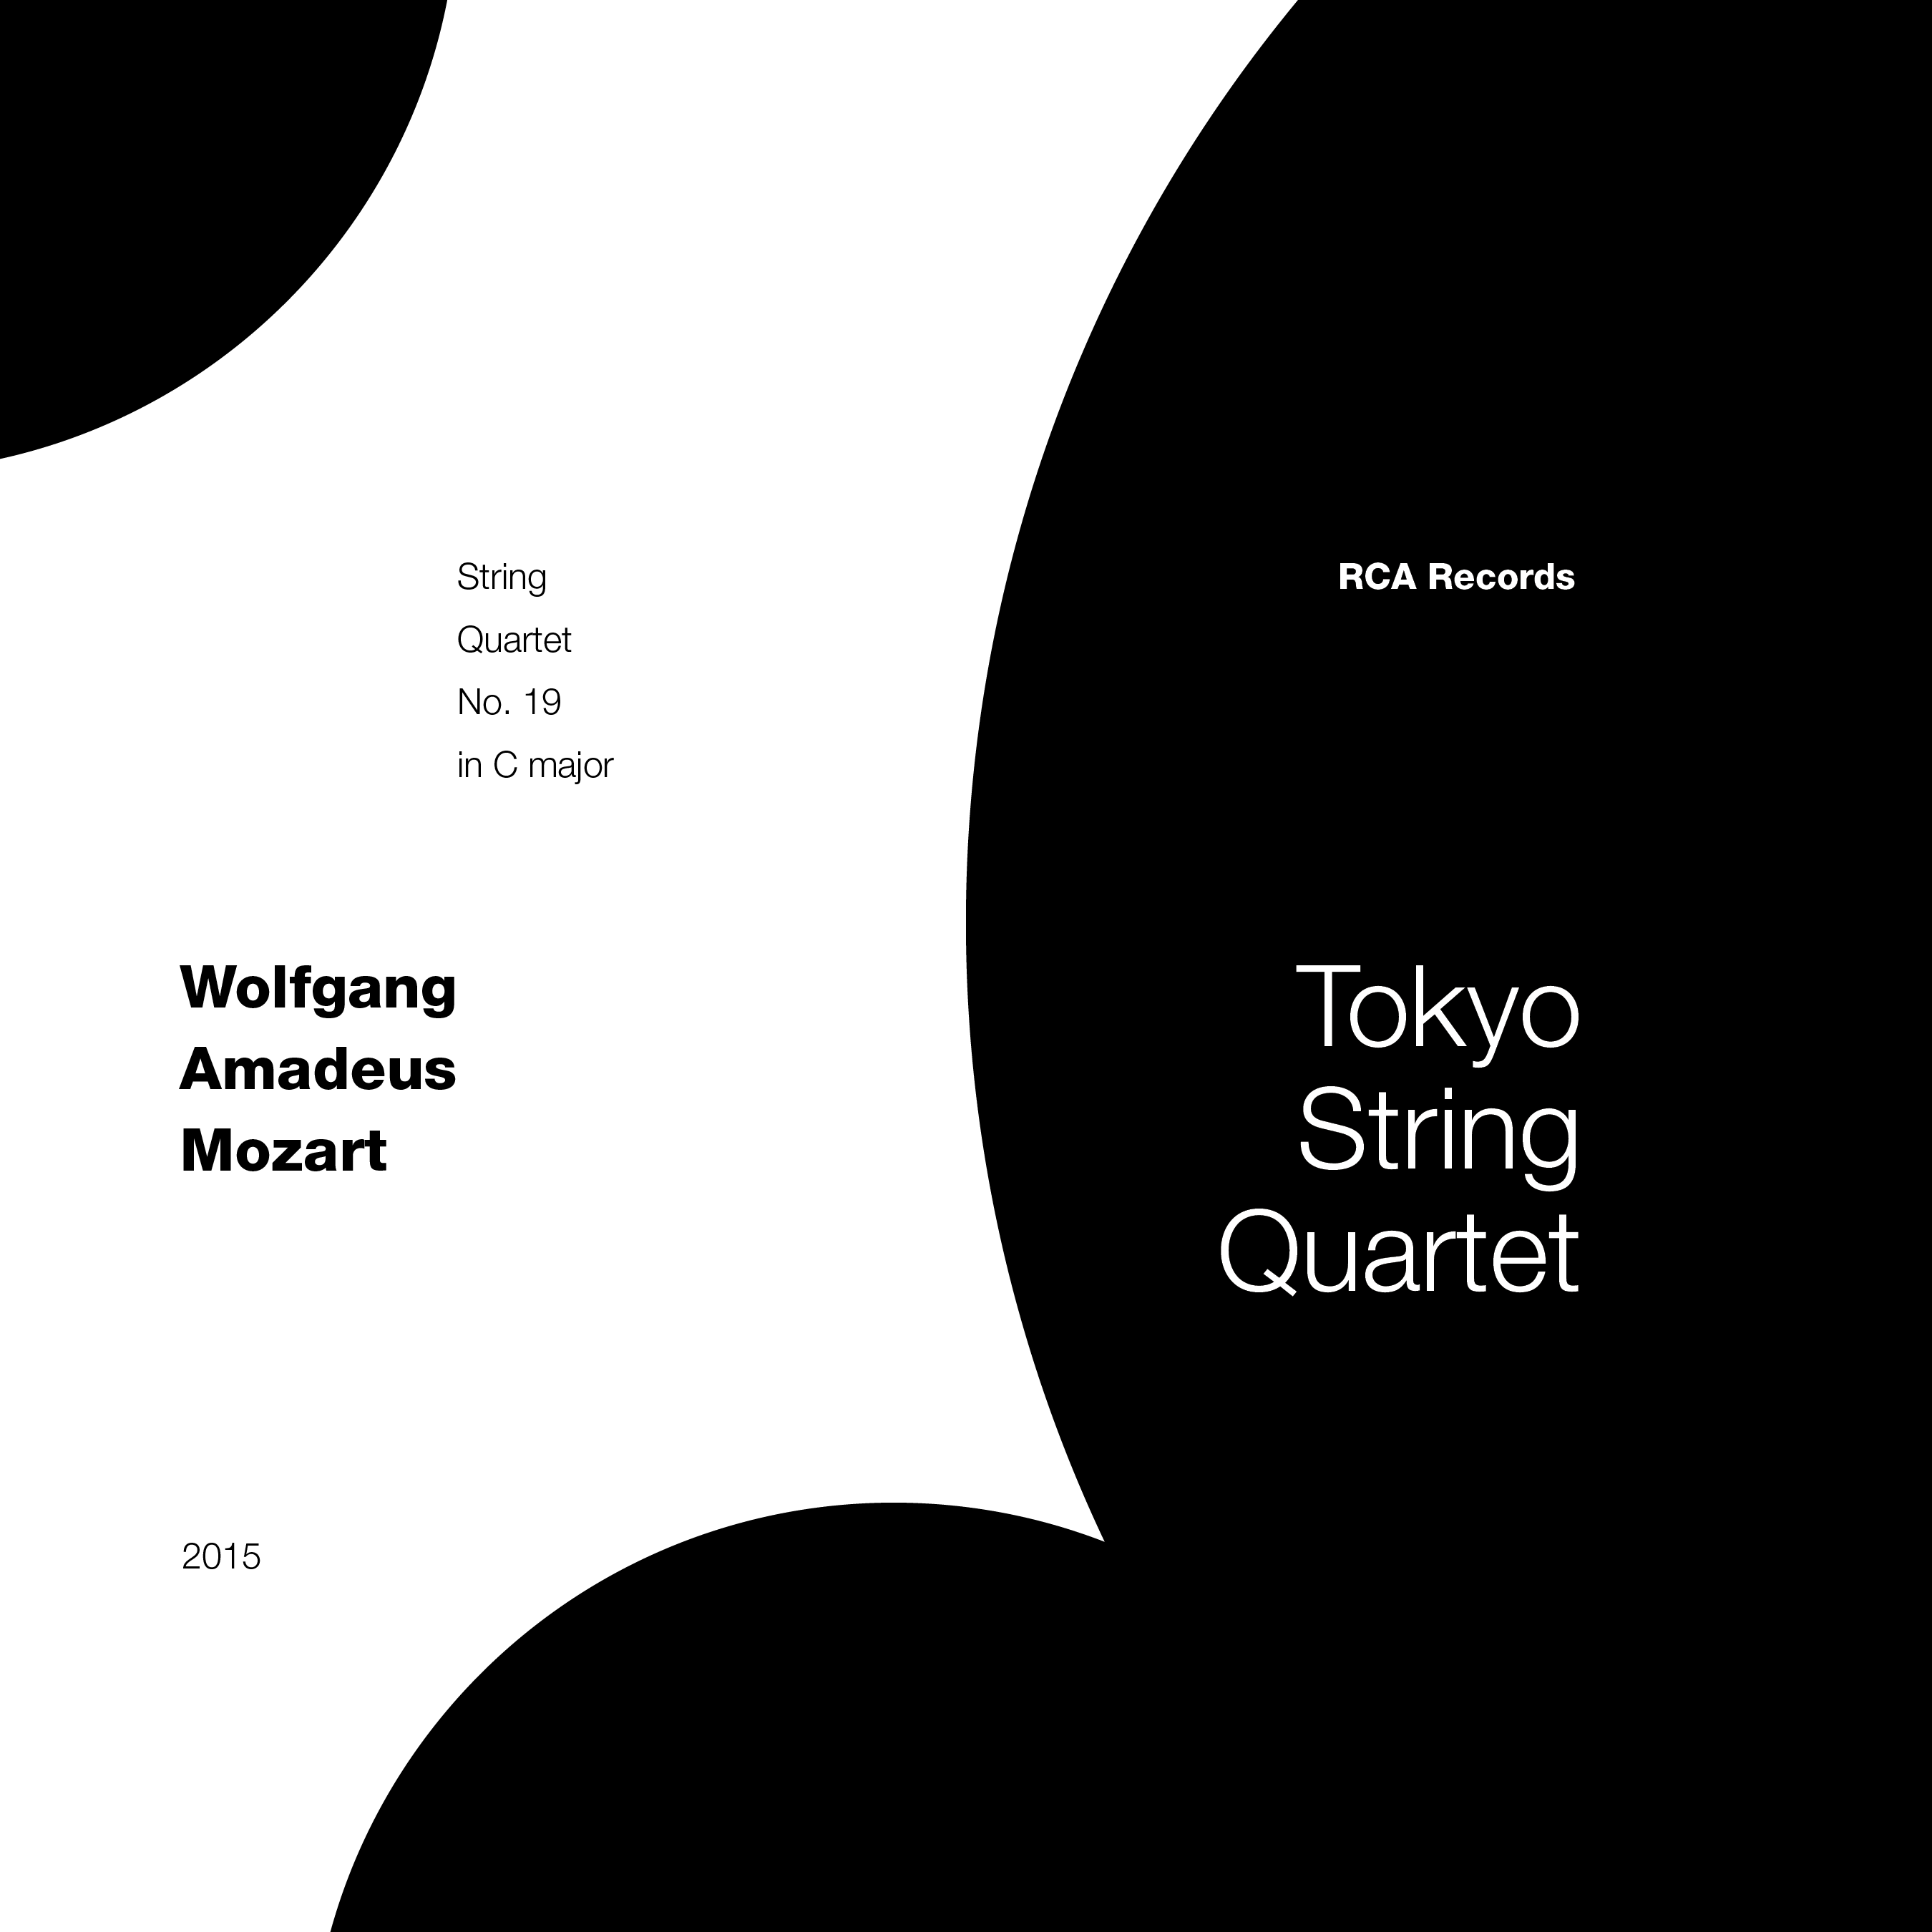 String
Quartet
No. 19
in C major
RCA Records
Wolfgang
Amadeus
Mozart
Tokyo
String
Quartet
2015